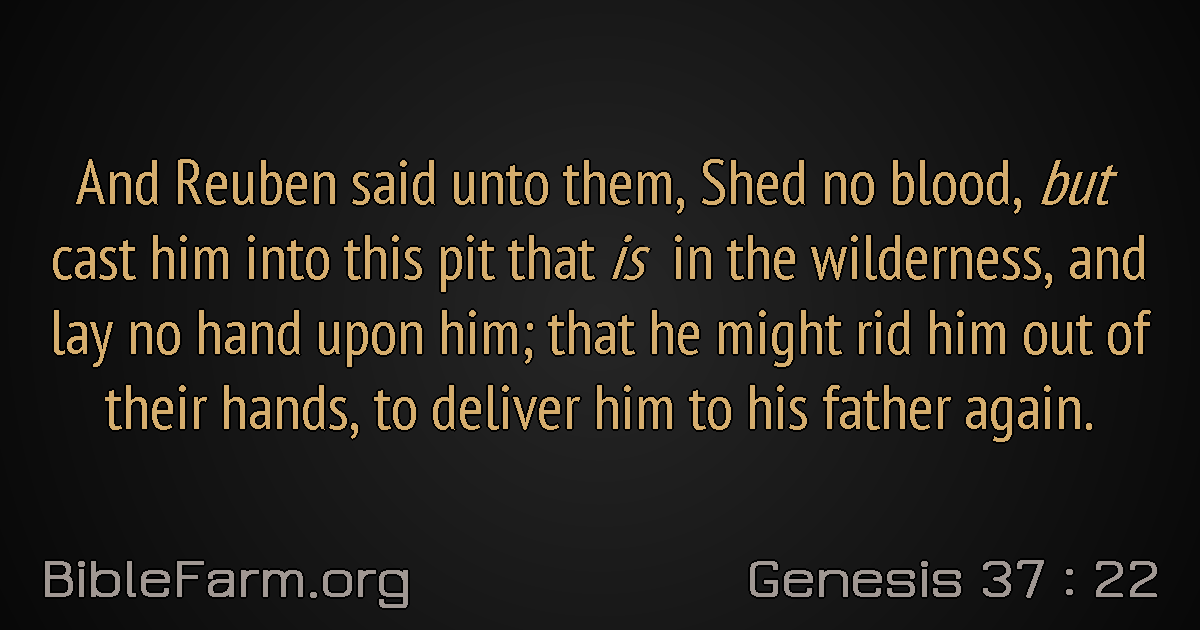 And Reuben said unto them, Shed no blood, but
cast him into this pit that is in the wilderness, and
lay no hand upon him; that he might rid him out of
their hands, to deliver him to his father again.
BibleFarm.org
Genesis 37 : 22